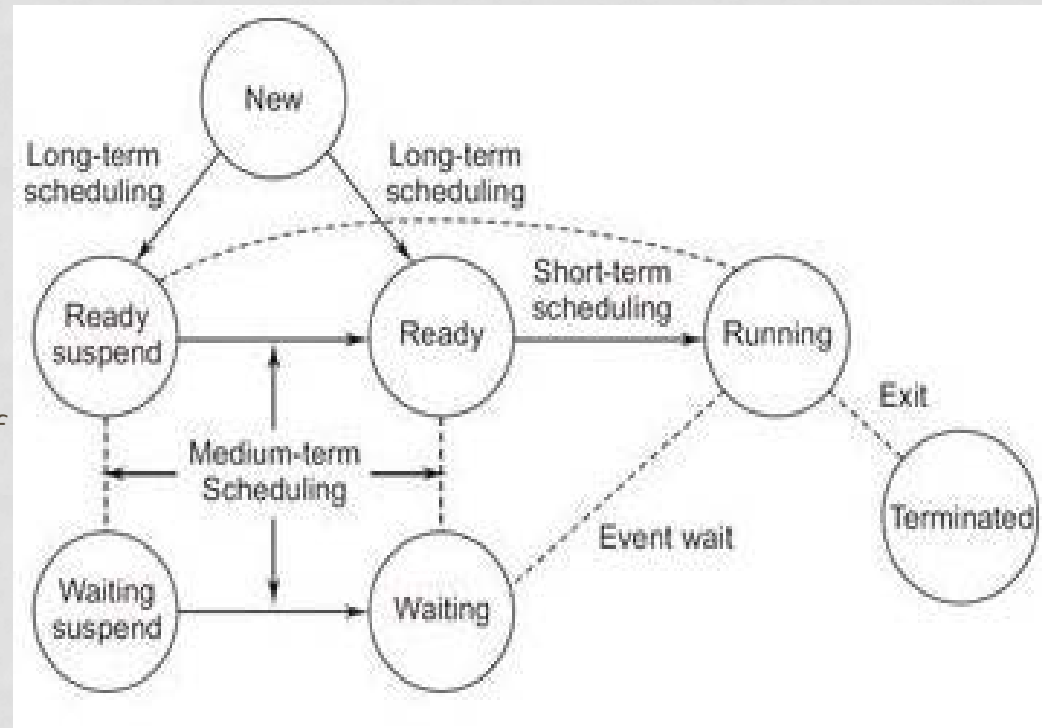 New
Long-term
scheduling
Long-term
scheduling
Ready
suspend
Ready
Short-term
scheduling
Running
Exit
Medium-term
Scheduling
Terminated
Event wait
Waiting
suspend
Waiting